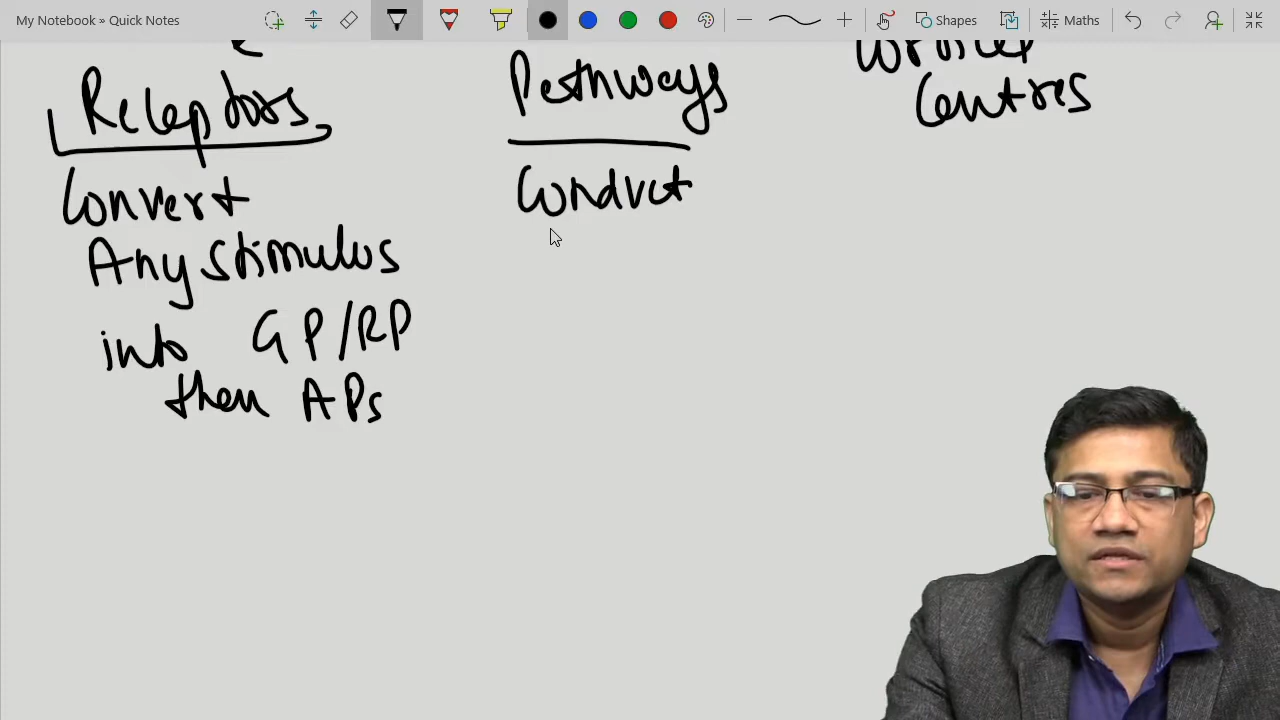 My Notebook » Quick Notes
Shapes
Maths
Receptors
Convert
Any stimulus
into GP/RP
then APs
Pathways
Conduct
Centres